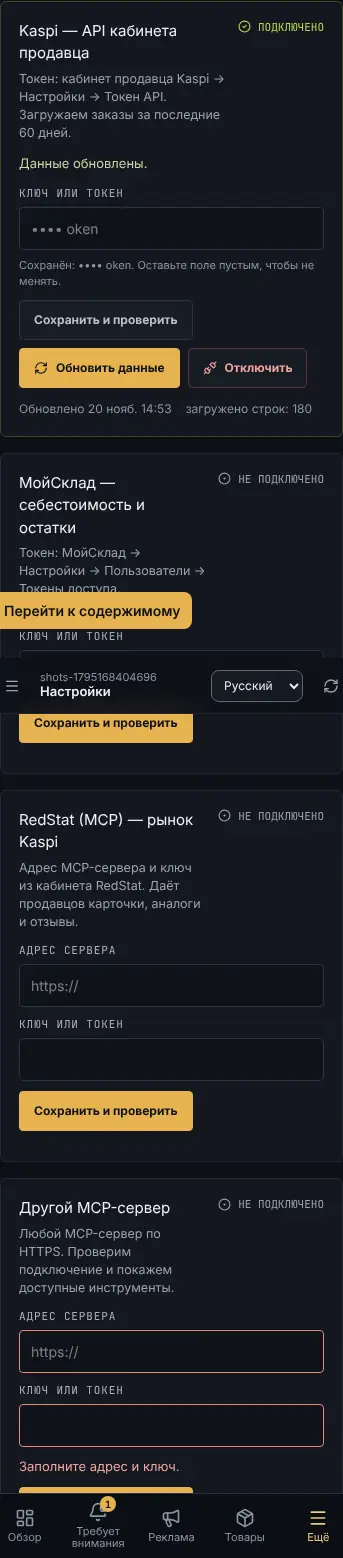 Kaspi — API кабинета
продавца
ПОДКЛЮЧЕНО
Токен: кабинет продавца Kaspi →
Настройки → Токен API.
Загружаем заказы за последние
60 дней.
Данные обновлены.
КЛЮЧ ИЛИ ТОКЕН
•••• oken
Сохранён: •••• oken. Оставьте поле пустым, чтобы не
менять.
Сохранить и проверить
Обновить данные
Отключить
Обновлено 20 нояб. 14:53 загружено строк: 180
МойСклад —
себестоимость и
остатки
НЕ ПОДКЛЮЧЕНО
Токен: МойСклад →
Настройки → Пользователи →
Токены доступа.
Перейти к содержимому
КЛЮЧ ИЛИ ТОКЕН
shots-1795168404696
Настройки
Русский
Сохранить и проверить
RedStat (MCP) — рынок
Kaspi
НЕ ПОДКЛЮЧЕНО
Адрес MCP-сервера и ключ
из кабинета RedStat. Даёт
продавцов карточки, аналоги
и отзывы.
АДРЕС СЕРВЕРА
https://
КЛЮЧ ИЛИ ТОКЕН
Сохранить и проверить
Другой MCP-сервер
НЕ ПОДКЛЮЧЕНО
Любой MCP-сервер по
HTTPS. Проверим
подключение и покажем
доступные инструменты.
АДРЕС СЕРВЕРА
https://
КЛЮЧ ИЛИ ТОКЕН
Заполните адрес и ключ.
Обзор
1
Требует
внимания
Реклама
Товары
Ещё